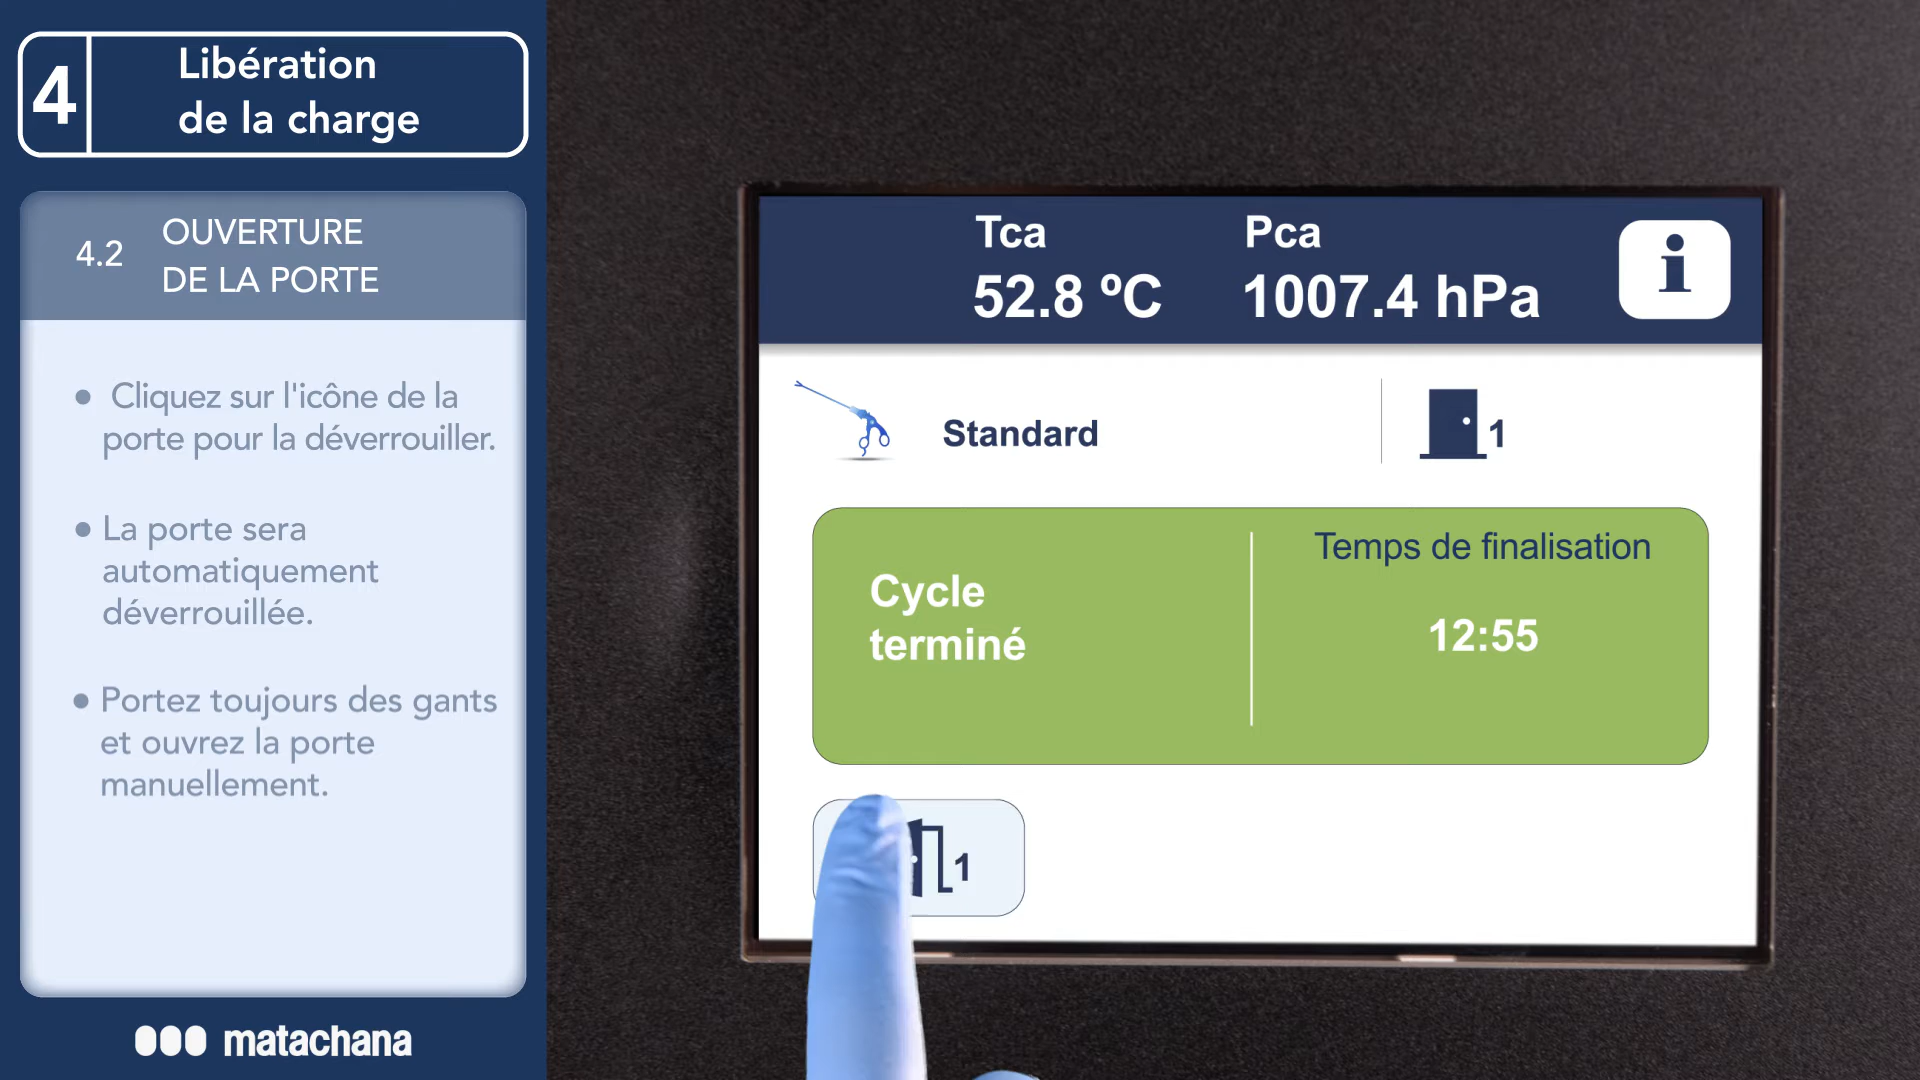 4
Libération
de la charge
4.2
OUVERTURE
DE LA PORTE
• Cliquez sur l'icône de la
porte pour la déverrouiller.
• La porte sera
automatiquement
déverrouillée.
• Portez toujours des gants
et ouvrez la porte
manuellement.
matachana
Tca
52.8 ºC
Pca
1007.4 hPa
i
Standard
1
Cycle
terminé
Temps de finalisation
12:55
1